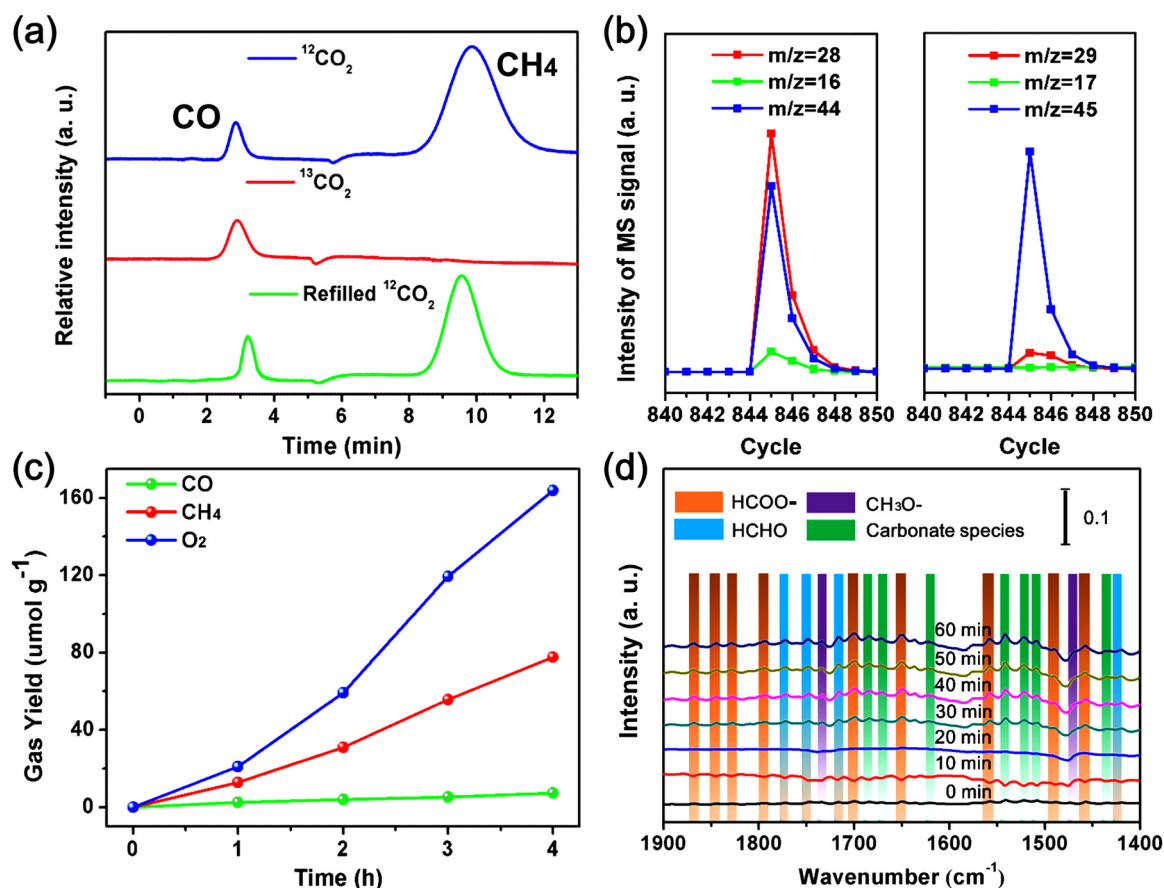 (a)
¹²CO₂
CH₄
CO
¹³CO₂
Refilled ¹²CO₂
Relative intensity (a. u.)
0 2 4 6 8 10 12
Time (min)
(b)
m/z=28
m/z=16
m/z=44
m/z=29
m/z=17
m/z=45
Intensity of MS signal (a. u.)
840 842 844 846 848 850
840 842 844 846 848 850
Cycle
Cycle
(c)
CO
CH₄
O₂
Gas Yield (umol g⁻¹)
160
120
80
40
0
0 1 2 3 4
Time (h)
(d)
HCOO-
CH₃O-
HCHO
Carbonate species
0.1
Intensity (a. u.)
60 min
50 min
40 min
30 min
20 min
10 min
0 min
1900 1800 1700 1600 1500 1400
Wavenumber (cm⁻¹)